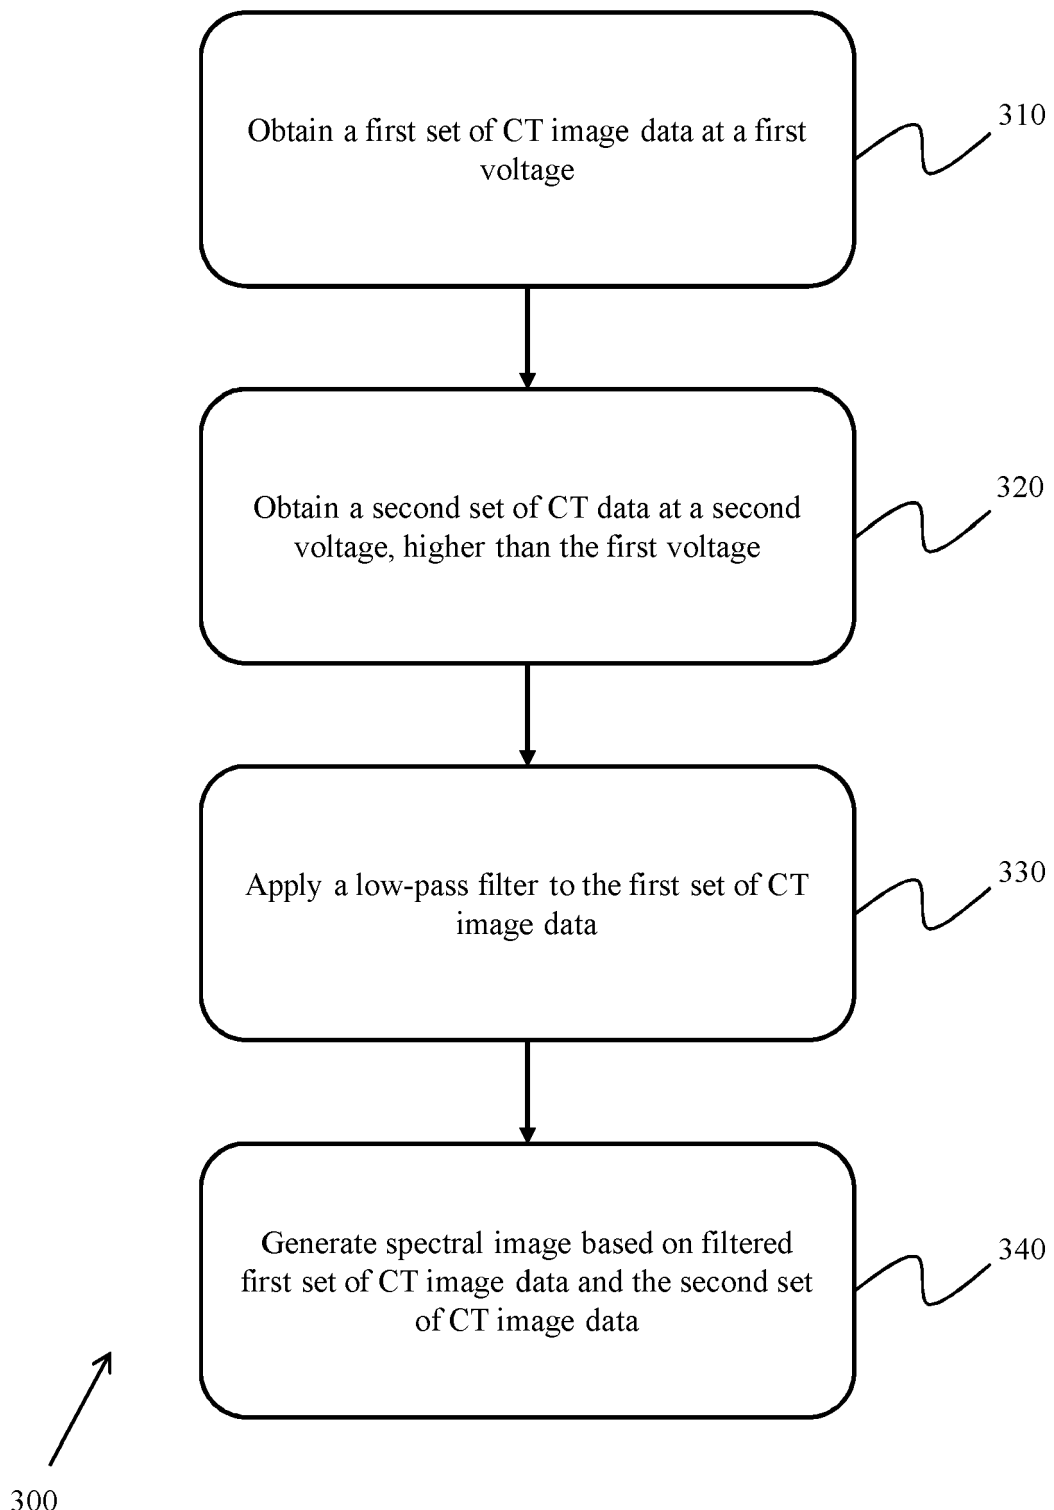 Obtain a first set of CT image data at a first
voltage
310
Obtain a second set of CT data at a second
voltage, higher than the first voltage
320
Apply a low-pass filter to the first set of CT
image data
330
Generate spectral image based on filtered
first set of CT image data and the second set
of CT image data
340
300